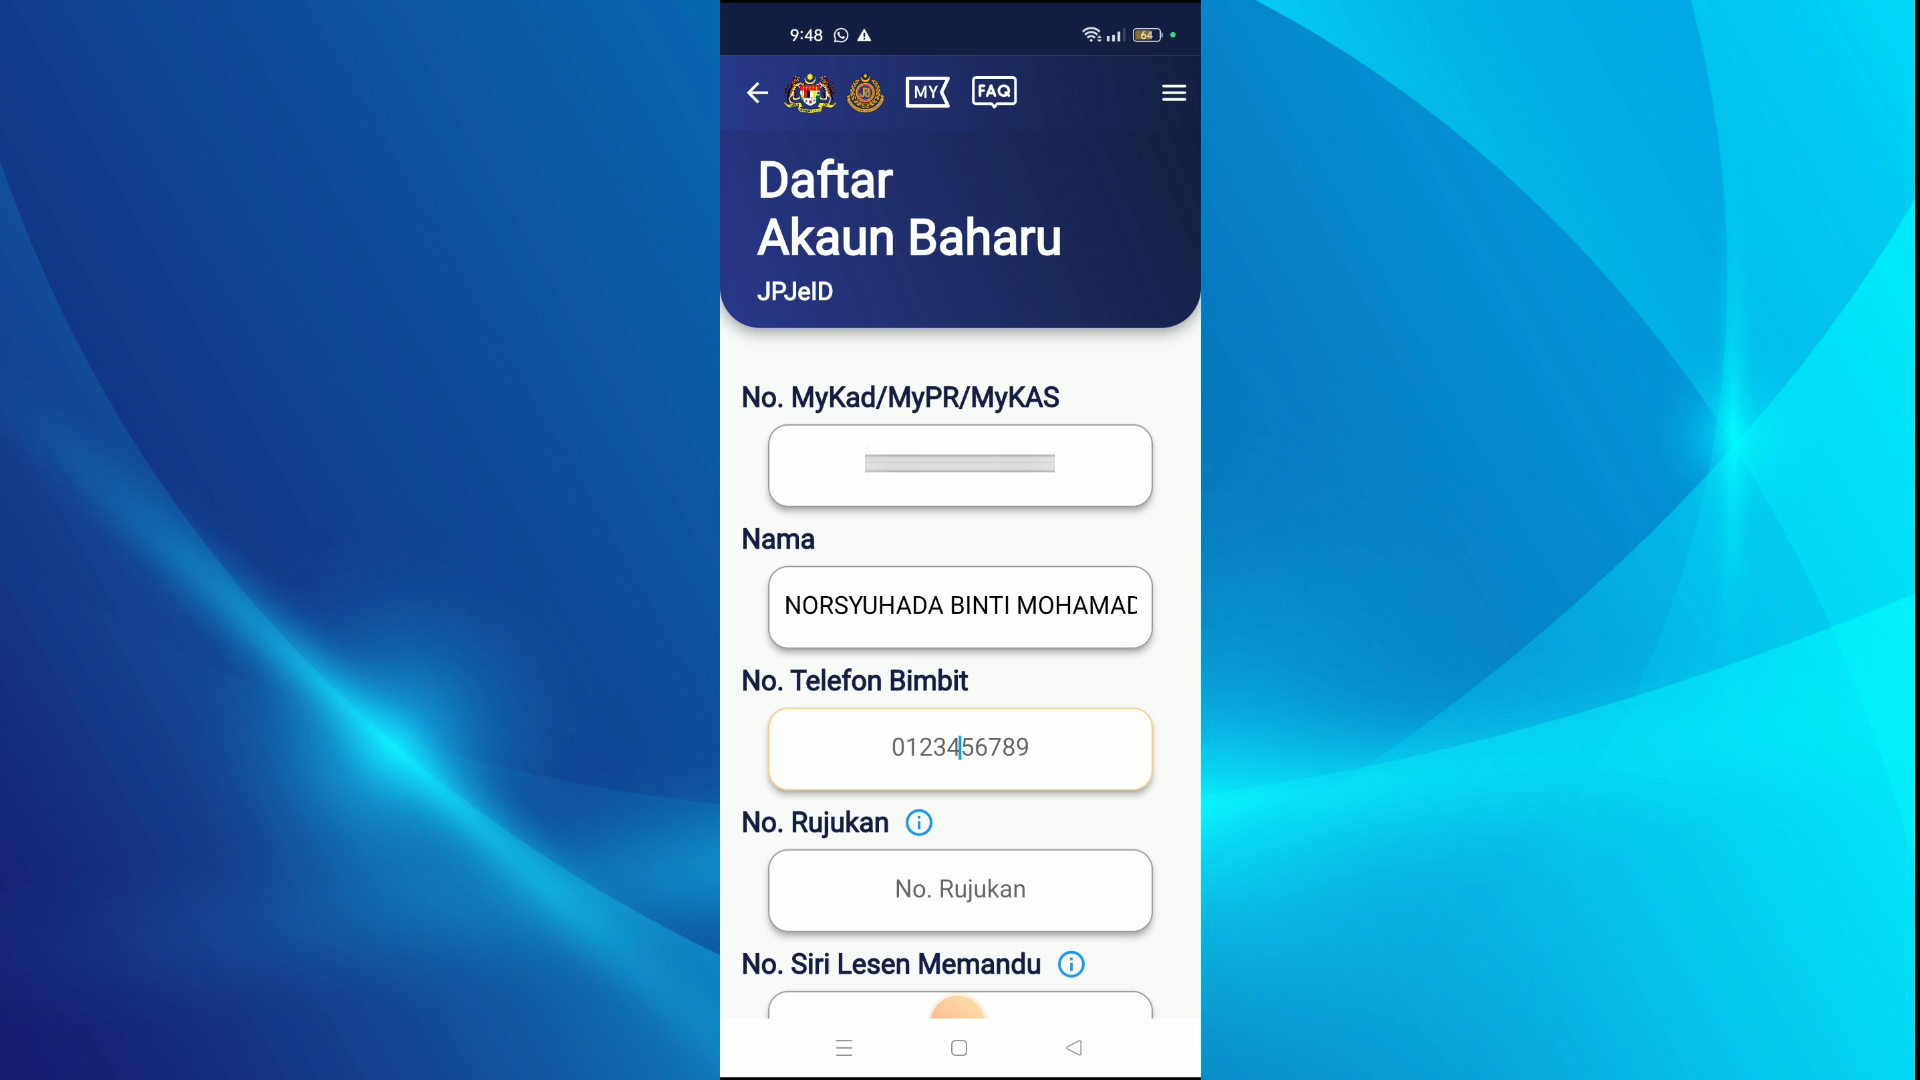 9:48
64
MY
FAQ
Daftar
Akaun Baharu
JPJeID
No. MyKad/MyPR/MyKAS
Nama
NORSYUHADA BINTI MOHAMAD
No. Telefon Bimbit
0123456789
No. Rujukan
No. Rujukan
No. Siri Lesen Memandu